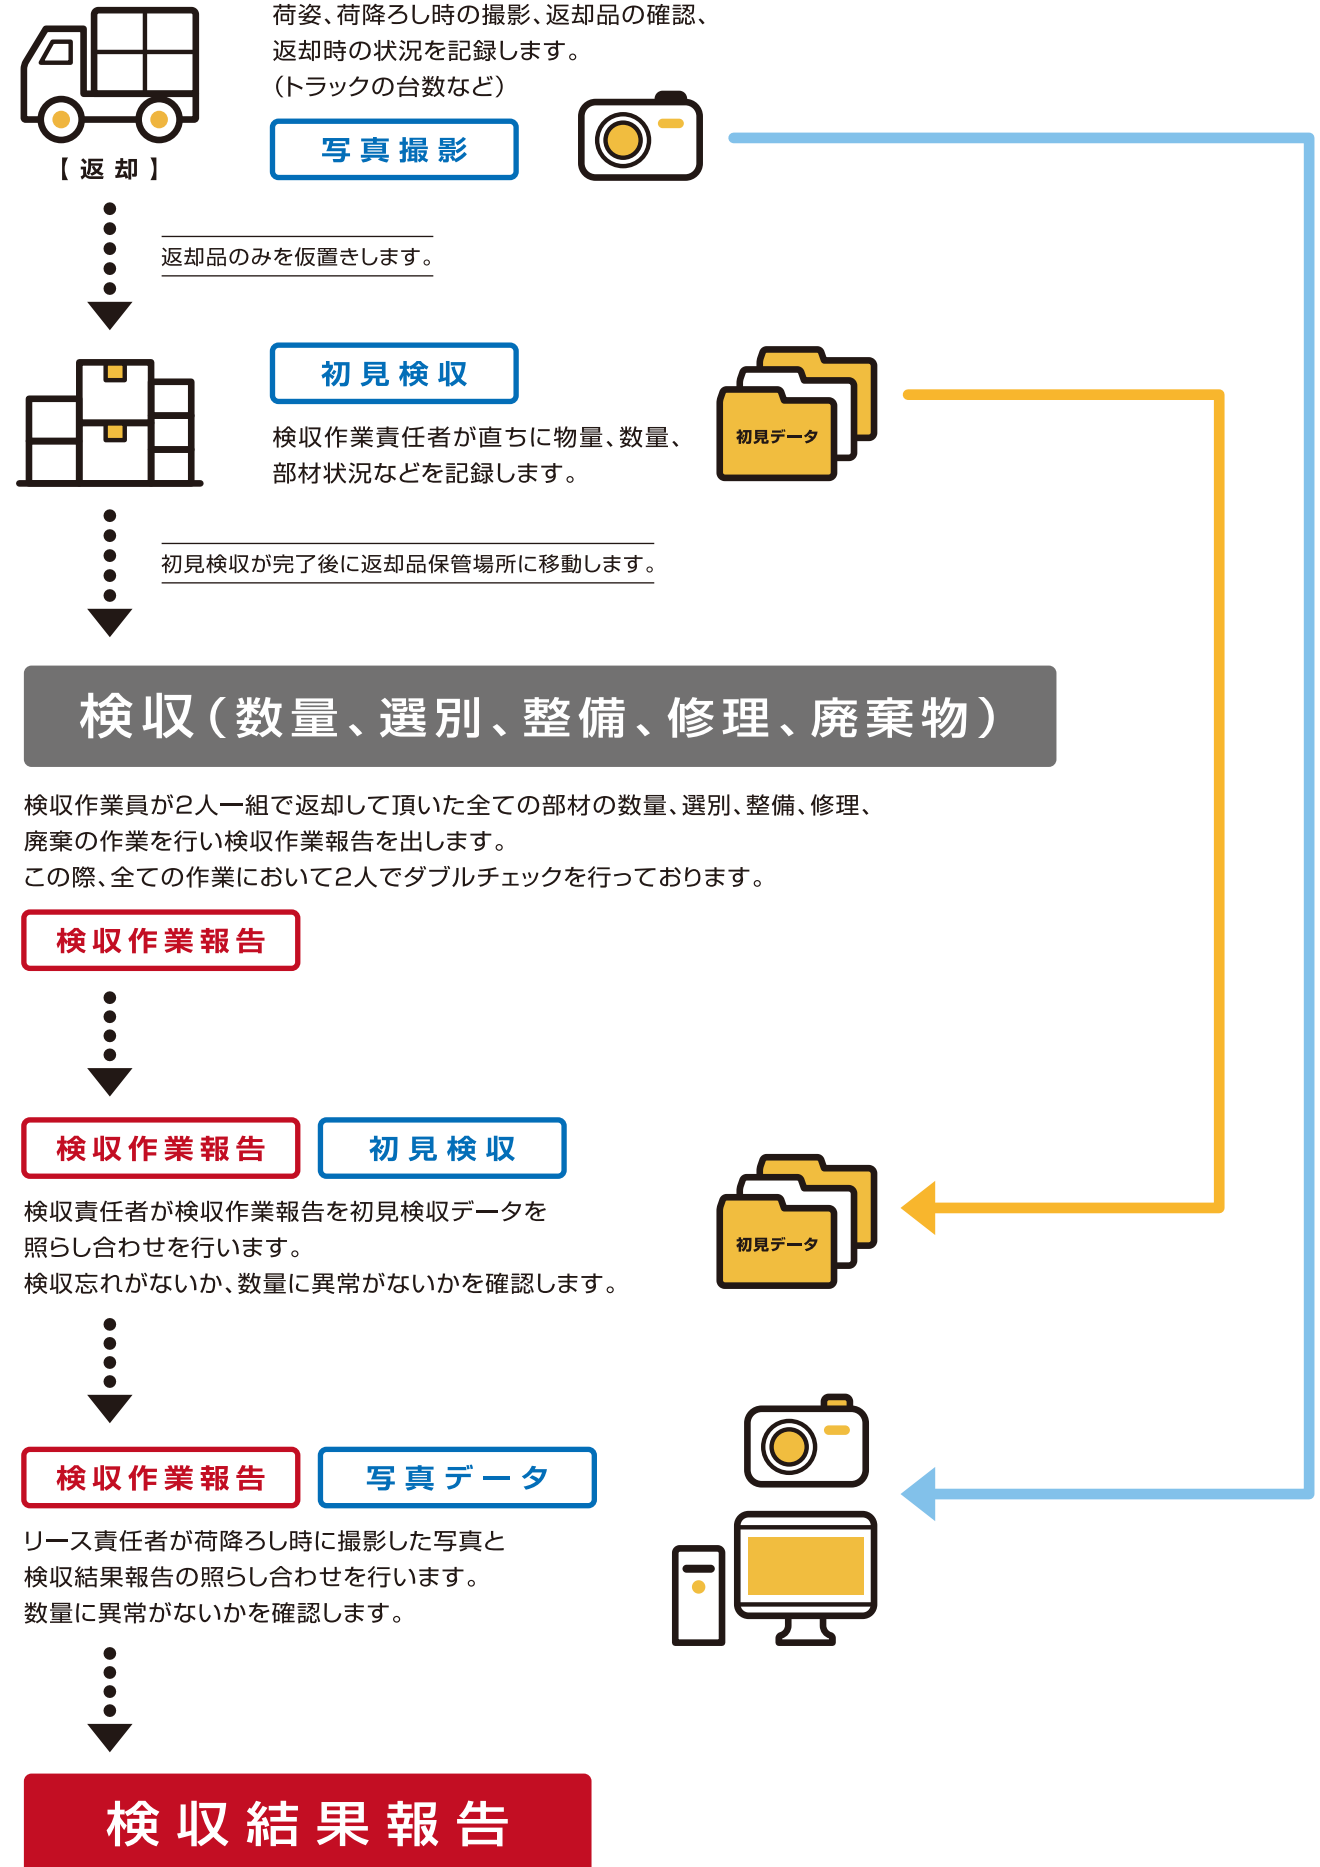 荷姿、荷降ろし時の撮影、返却品の確認、
返却時の状況を記録します。
（トラックの台数など）
写真撮影
【返却】
返却品のみを仮置きします。
初見検収
検収作業責任者が直ちに物量、数量、
部材状況などを記録します。
初見データ
初見検収が完了後に返却品保管場所に移動します。
検収（数量、選別、整備、修理、廃棄物）
検収作業員が2人一組で返却して頂いた全ての部材の数量、選別、整備、修理、
廃棄の作業を行い検収作業報告を出します。
この際、全ての作業において2人でダブルチェックを行っております。
検収作業報告
検収作業報告
初見検収
検収責任者が検収作業報告を初見検収データを
照らし合わせを行います。
検収忘れがないか、数量に異常がないかを確認します。
初見データ
検収作業報告
写真データ
リース責任者が荷降ろし時に撮影した写真と
検収結果報告の照らし合わせを行います。
数量に異常がないかを確認します。
検収結果報告